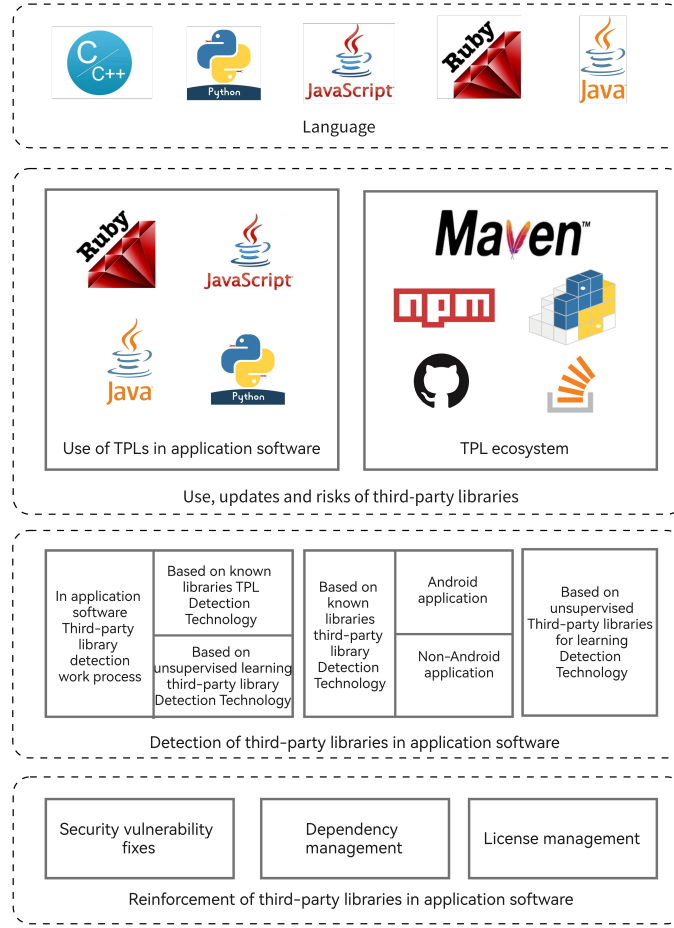 C
C++
Python
JavaScript
Ruby
Java
Language
Ruby
JavaScript
Java
Python
Use of TPLs in application software
Maven™
npm
TPL ecosystem
Use, updates and risks of third-party libraries
In application
software
Third-party
library
detection
work process
Based on known
libraries TPL
Detection
Technology
Based on
unsupervised learning
third-party library
Detection Technology
Based on
known
libraries
third-party
library
Detection
Technology
Android
application
Non-Android
application
Based on
unsupervised
Third-party libraries
for learning
Detection
Technology
Detection of third-party libraries in application software
Security vulnerability
fixes
Dependency
management
License management
Reinforcement of third-party libraries in application software